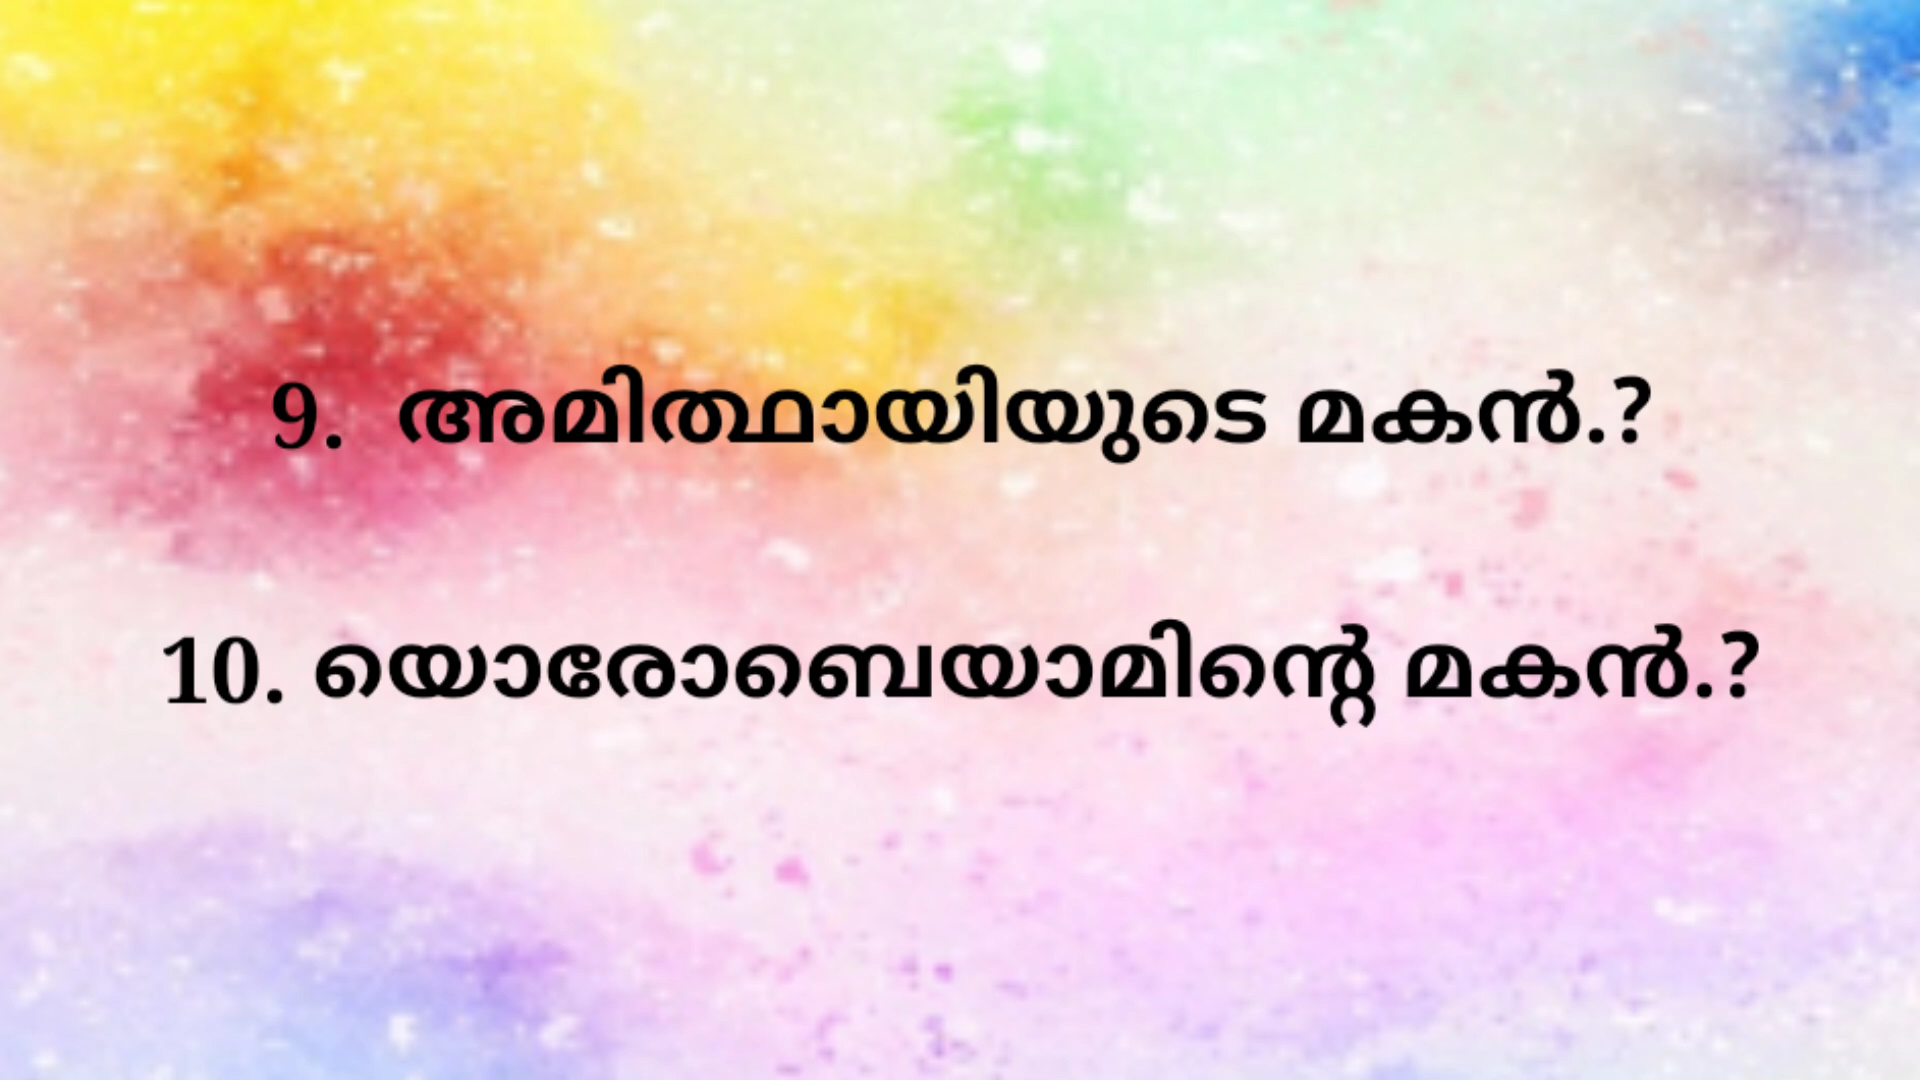 9. അമിത്ഥായിയുടെ മകൻ.?
10. യൊരോബെയാമിന്റെ മകൻ.?